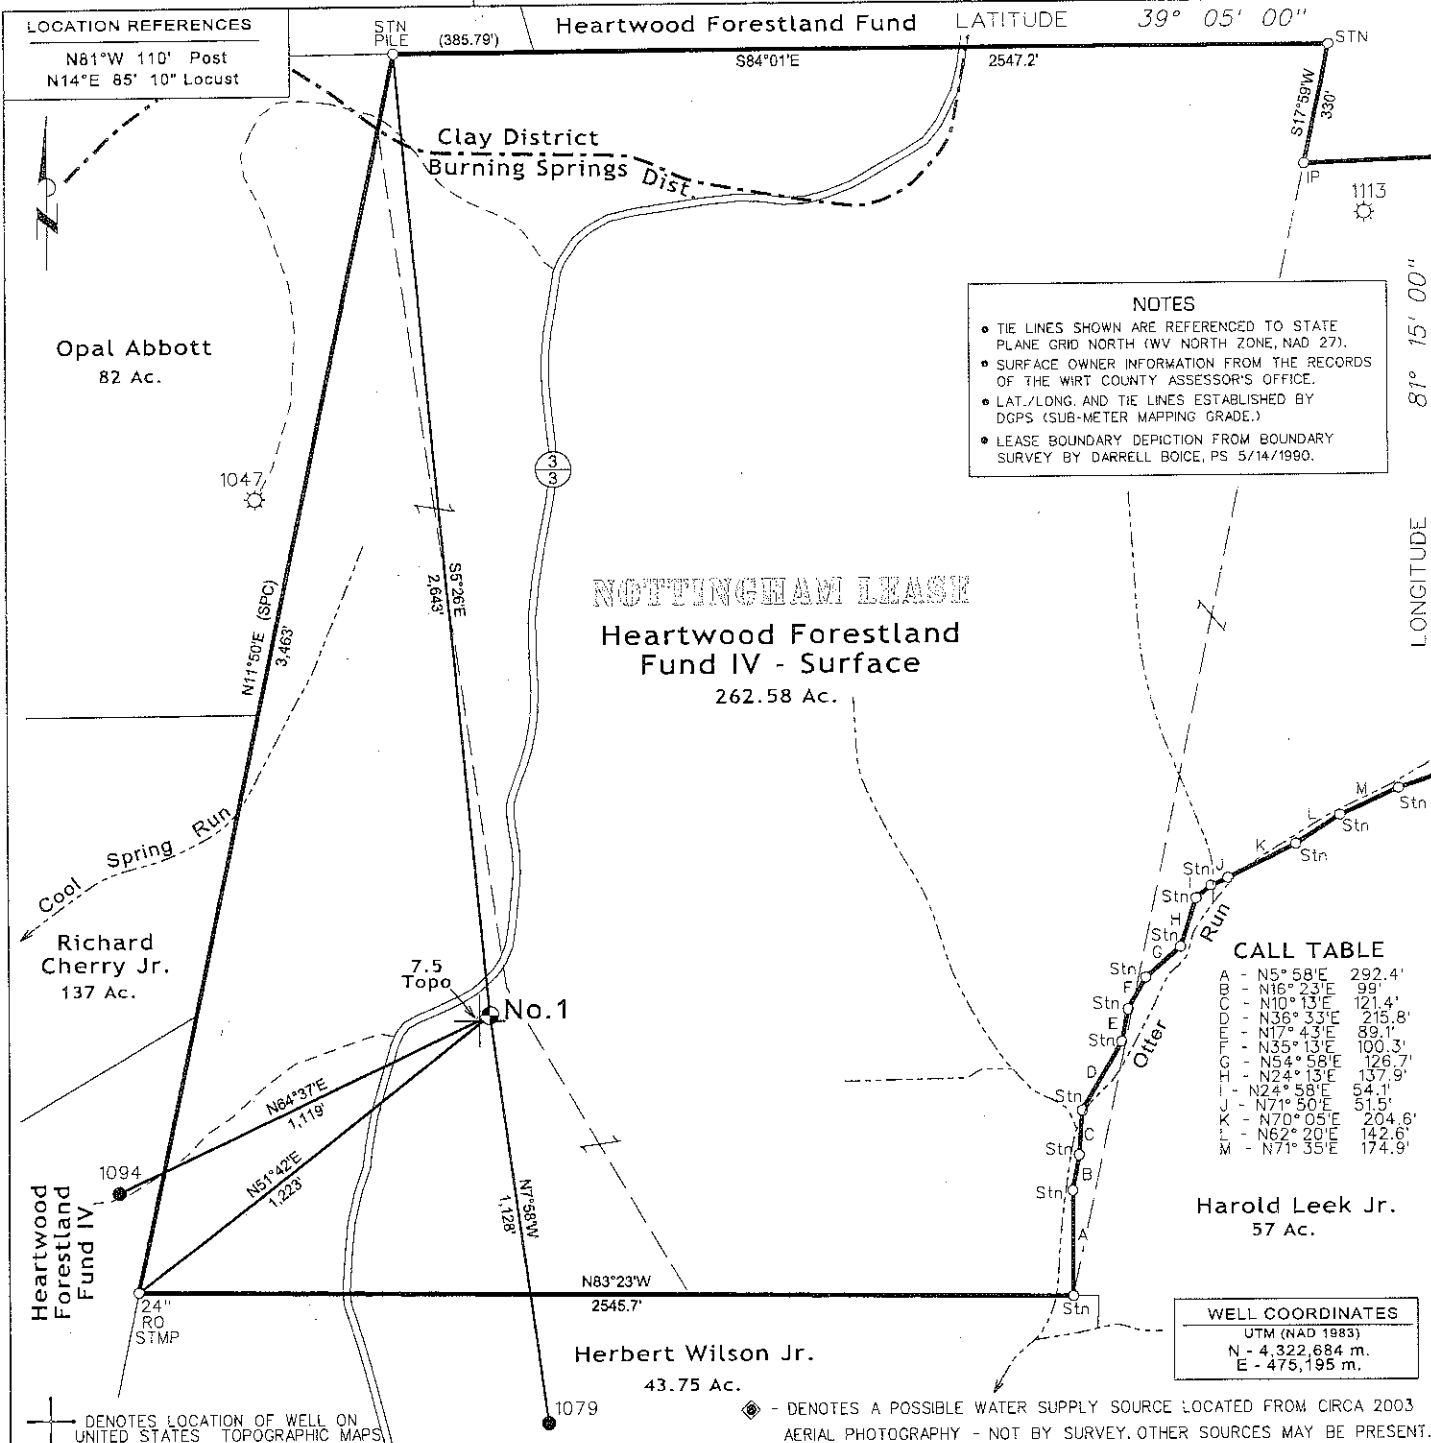 LOCATION REFERENCES
N81°W 110' Post
N14°E 85' 10" Locust
STN
PILE
(385.79')
Heartwood Forestland Fund
LATITUDE 39° 05' 00"
S84°01'E
2547.2'
STN
S17°59'W
330'
IP
1113
Clay District
Burning Springs Dist.
LONGITUDE 81° 15' 00"
NOTES
• TIE LINES SHOWN ARE REFERENCED TO STATE
PLANE GRID NORTH (WV NORTH ZONE, NAD 27).
• SURFACE OWNER INFORMATION FROM THE RECORDS
OF THE WIRT COUNTY ASSESSOR'S OFFICE.
• LAT./LONG. AND TIE LINES ESTABLISHED BY
DGPS (SUB-METER MAPPING GRADE.)
• LEASE BOUNDARY DEPICTION FROM BOUNDARY
SURVEY BY DARRELL BOICE, PS 5/14/1990.
Opal Abbott
82 Ac.
1047
3
3
N11°50'E (SPC)
3,463'
S5°26'E
2,643'
NOTTINGHAM LEASE
Heartwood Forestland
Fund IV - Surface
262.58 Ac.
Cool Spring Run
Richard
Cherry Jr.
137 Ac.
7.5
Topo
No.1
M
Stn
L
Stn
K
Stn
J
Stn
I
Stn
H
Stn
G
Stn
F
Stn
E
Stn
D
Stn
C
B
Stn
A
Stn
Otter Run
CALL TABLE
A - N5° 58'E 292.4'
B - N16° 23'E 99'
C - N10° 13'E 121.4'
D - N36° 33'E 215.8'
E - N17° 43'E 89.1'
F - N35° 13'E 100.3'
G - N54° 58'E 126.7'
H - N24° 13'E 137.9'
I - N24° 58'E 54.1'
J - N71° 50'E 51.5'
K - N70° 05'E 204.6'
L - N62° 20'E 142.6'
M - N71° 35'E 174.9'
N64°37'E
1,119'
1094
N51°42'E
1,223'
N7°58'W
1,128'
Heartwood
Forestland
Fund IV
24"
RO
STMP
N83°23'W
2545.7'
Harold Leek Jr.
57 Ac.
WELL COORDINATES
UTM (NAD 1983)
N - 4,322,684 m.
E - 475,195 m.
Herbert Wilson Jr.
43.75 Ac.
1079
DENOTES LOCATION OF WELL ON
UNITED STATES TOPOGRAPHIC MAPS
- DENOTES A POSSIBLE WATER SUPPLY SOURCE LOCATED FROM CIRCA 2003
AERIAL PHOTOGRAPHY - NOT BY SURVEY. OTHER SOURCES MAY BE PRESENT.